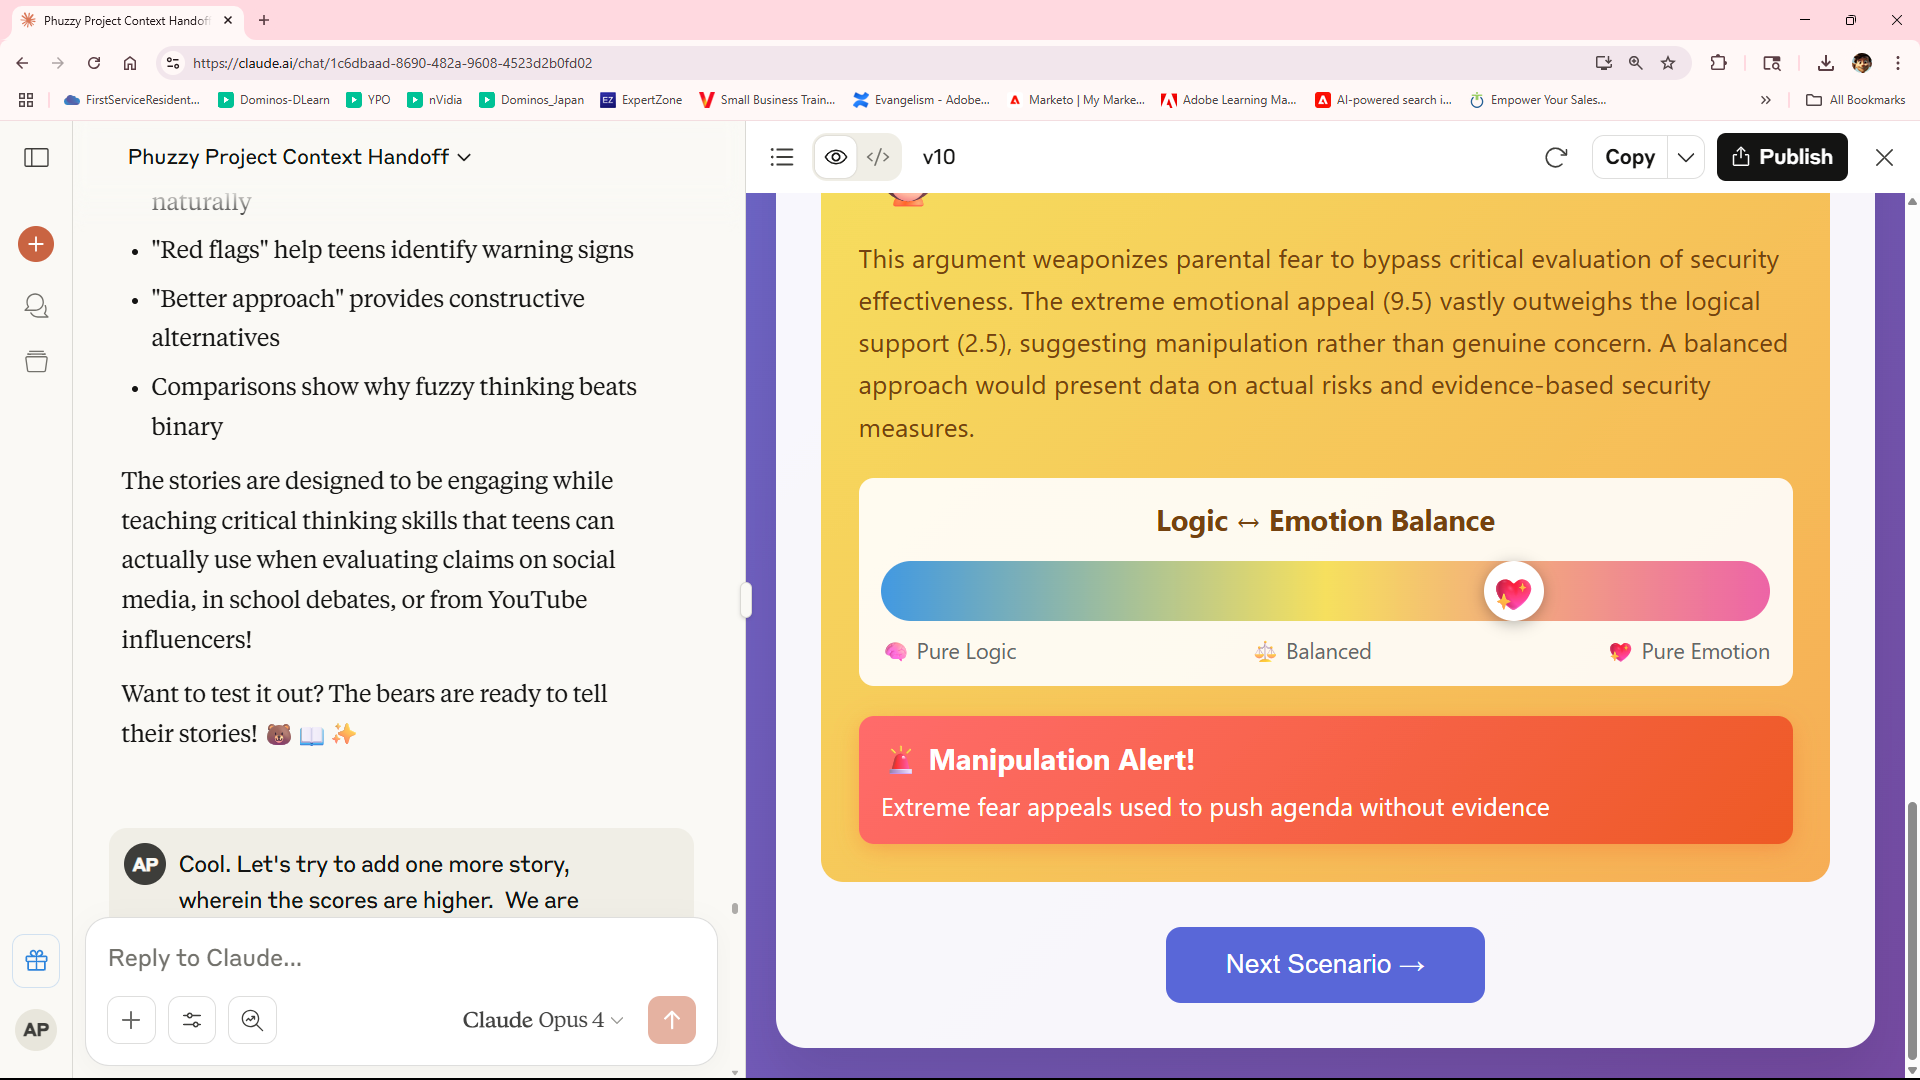 Phuzzy Project Context Handoff
https://claude.ai/chat/1c6dbaad-8690-482a-9608-4523d2b0fd02
FirstServiceResident...
Dominos-DLearn
YPO
nVidia
Dominos_Japan
EZ ExpertZone
Small Business Train...
Evangelism - Adobe...
Marketo | My Marke...
Adobe Learning Ma...
AI-powered search i...
Empower Your Sales...
All Bookmarks
Phuzzy Project Context Handoff
naturally
• "Red flags" help teens identify warning signs
• "Better approach" provides constructive
alternatives
• Comparisons show why fuzzy thinking beats
binary
The stories are designed to be engaging while
teaching critical thinking skills that teens can
actually use when evaluating claims on social
media, in school debates, or from YouTube
influencers!
Want to test it out? The bears are ready to tell
their stories! 🐻 📖 ✨
AP
Cool. Let's try to add one more story,
wherein the scores are higher. We are
Reply to Claude...
Claude Opus 4
AP
v10
Copy
Publish
This argument weaponizes parental fear to bypass critical evaluation of security
effectiveness. The extreme emotional appeal (9.5) vastly outweighs the logical
support (2.5), suggesting manipulation rather than genuine concern. A balanced
approach would present data on actual risks and evidence-based security
measures.
Logic ↔ Emotion Balance
🧠 Pure Logic
⚖️ Balanced
💖 Pure Emotion
🚨 Manipulation Alert!
Extreme fear appeals used to push agenda without evidence
Next Scenario →